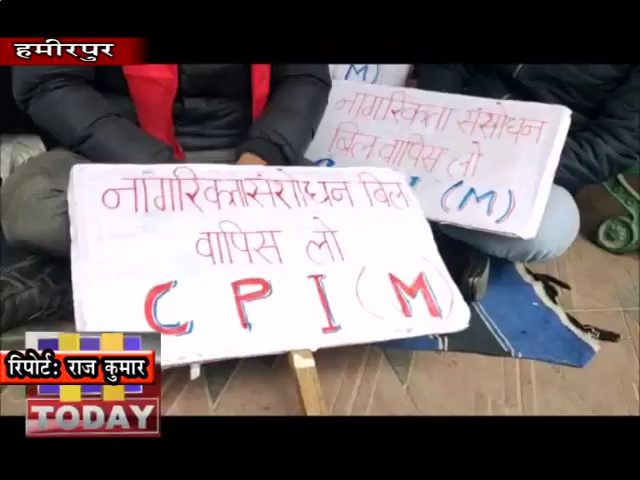 हमीरपुर
(M)
नागरिकता संसोधन
बिल वापिस लो
(M)
नागरिकता संशोधन बिल
वापिस लो
CPI(M)
रिपोर्टः राज कुमार
TODAY